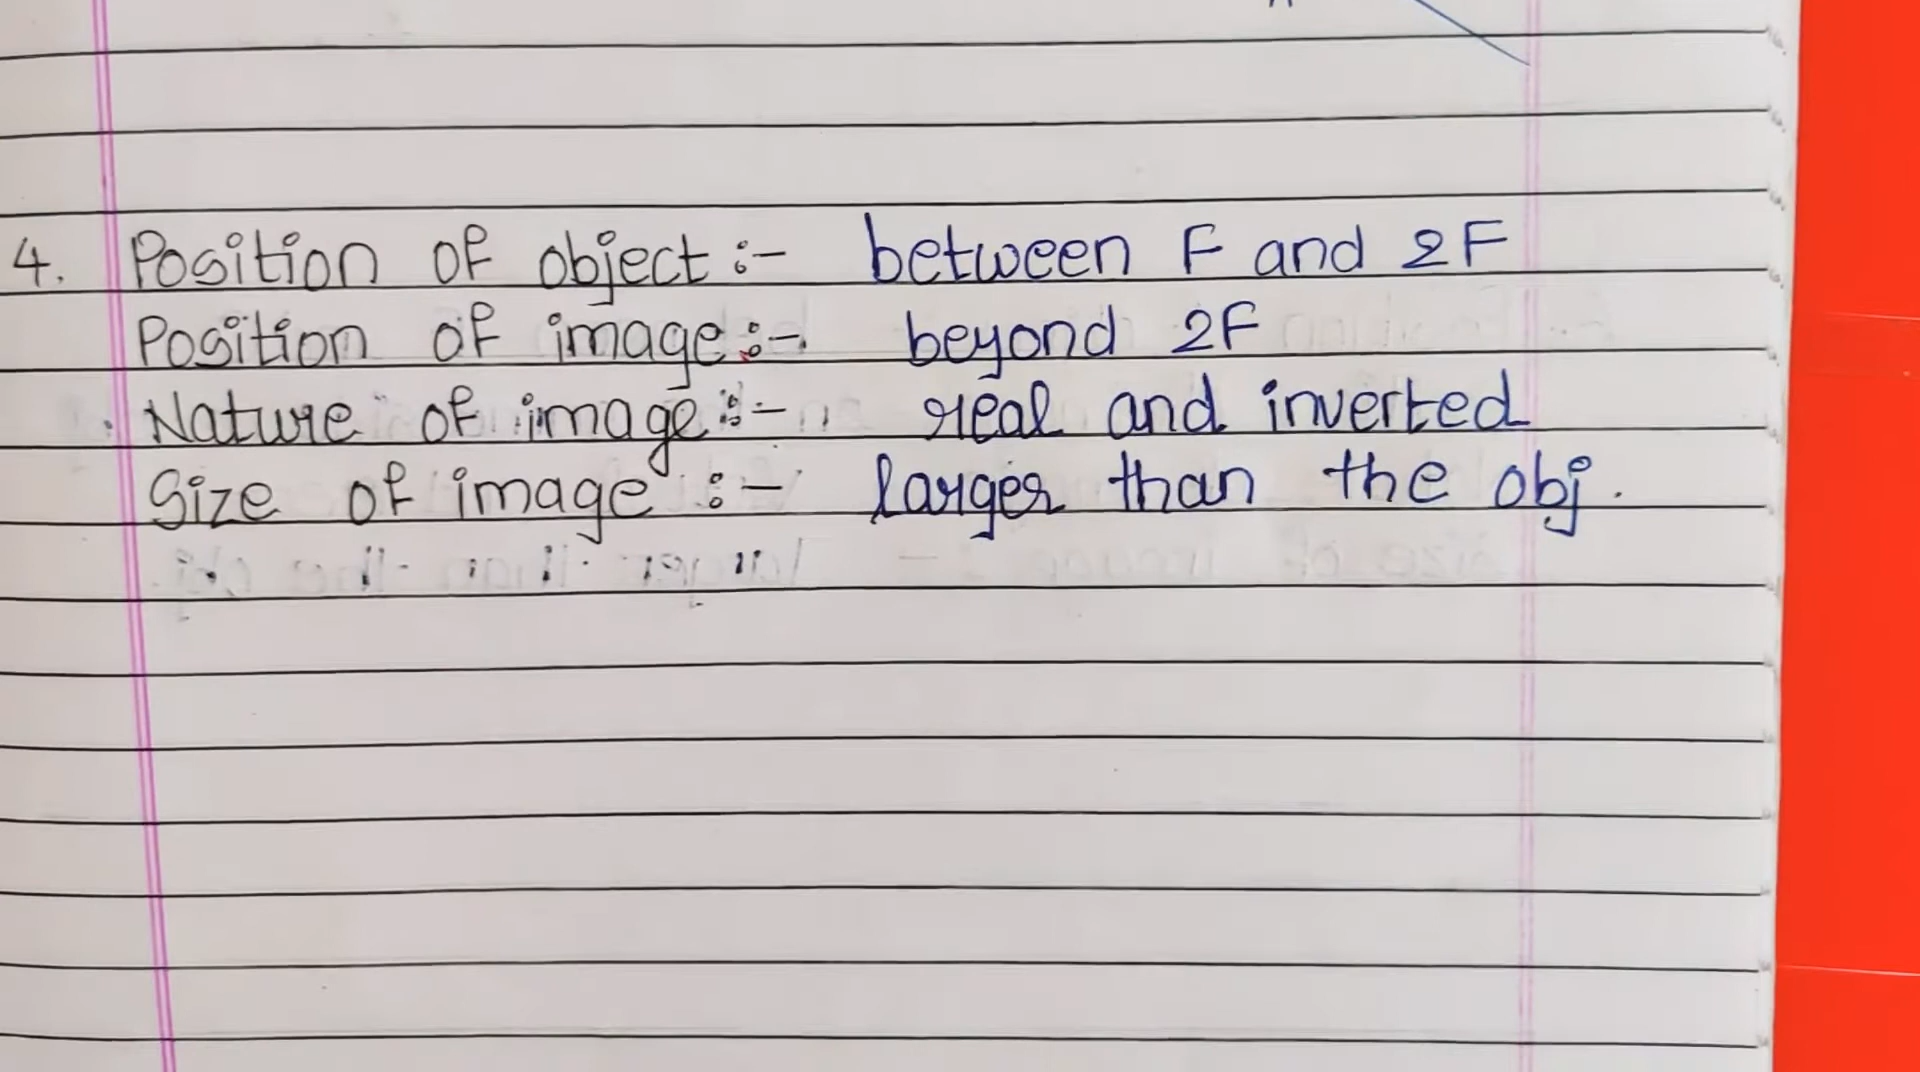 4. Position of object :- between F and 2F
Position of image :- beyond 2F
Nature of image :- real and inverted
Size of image :- larger than the obj.